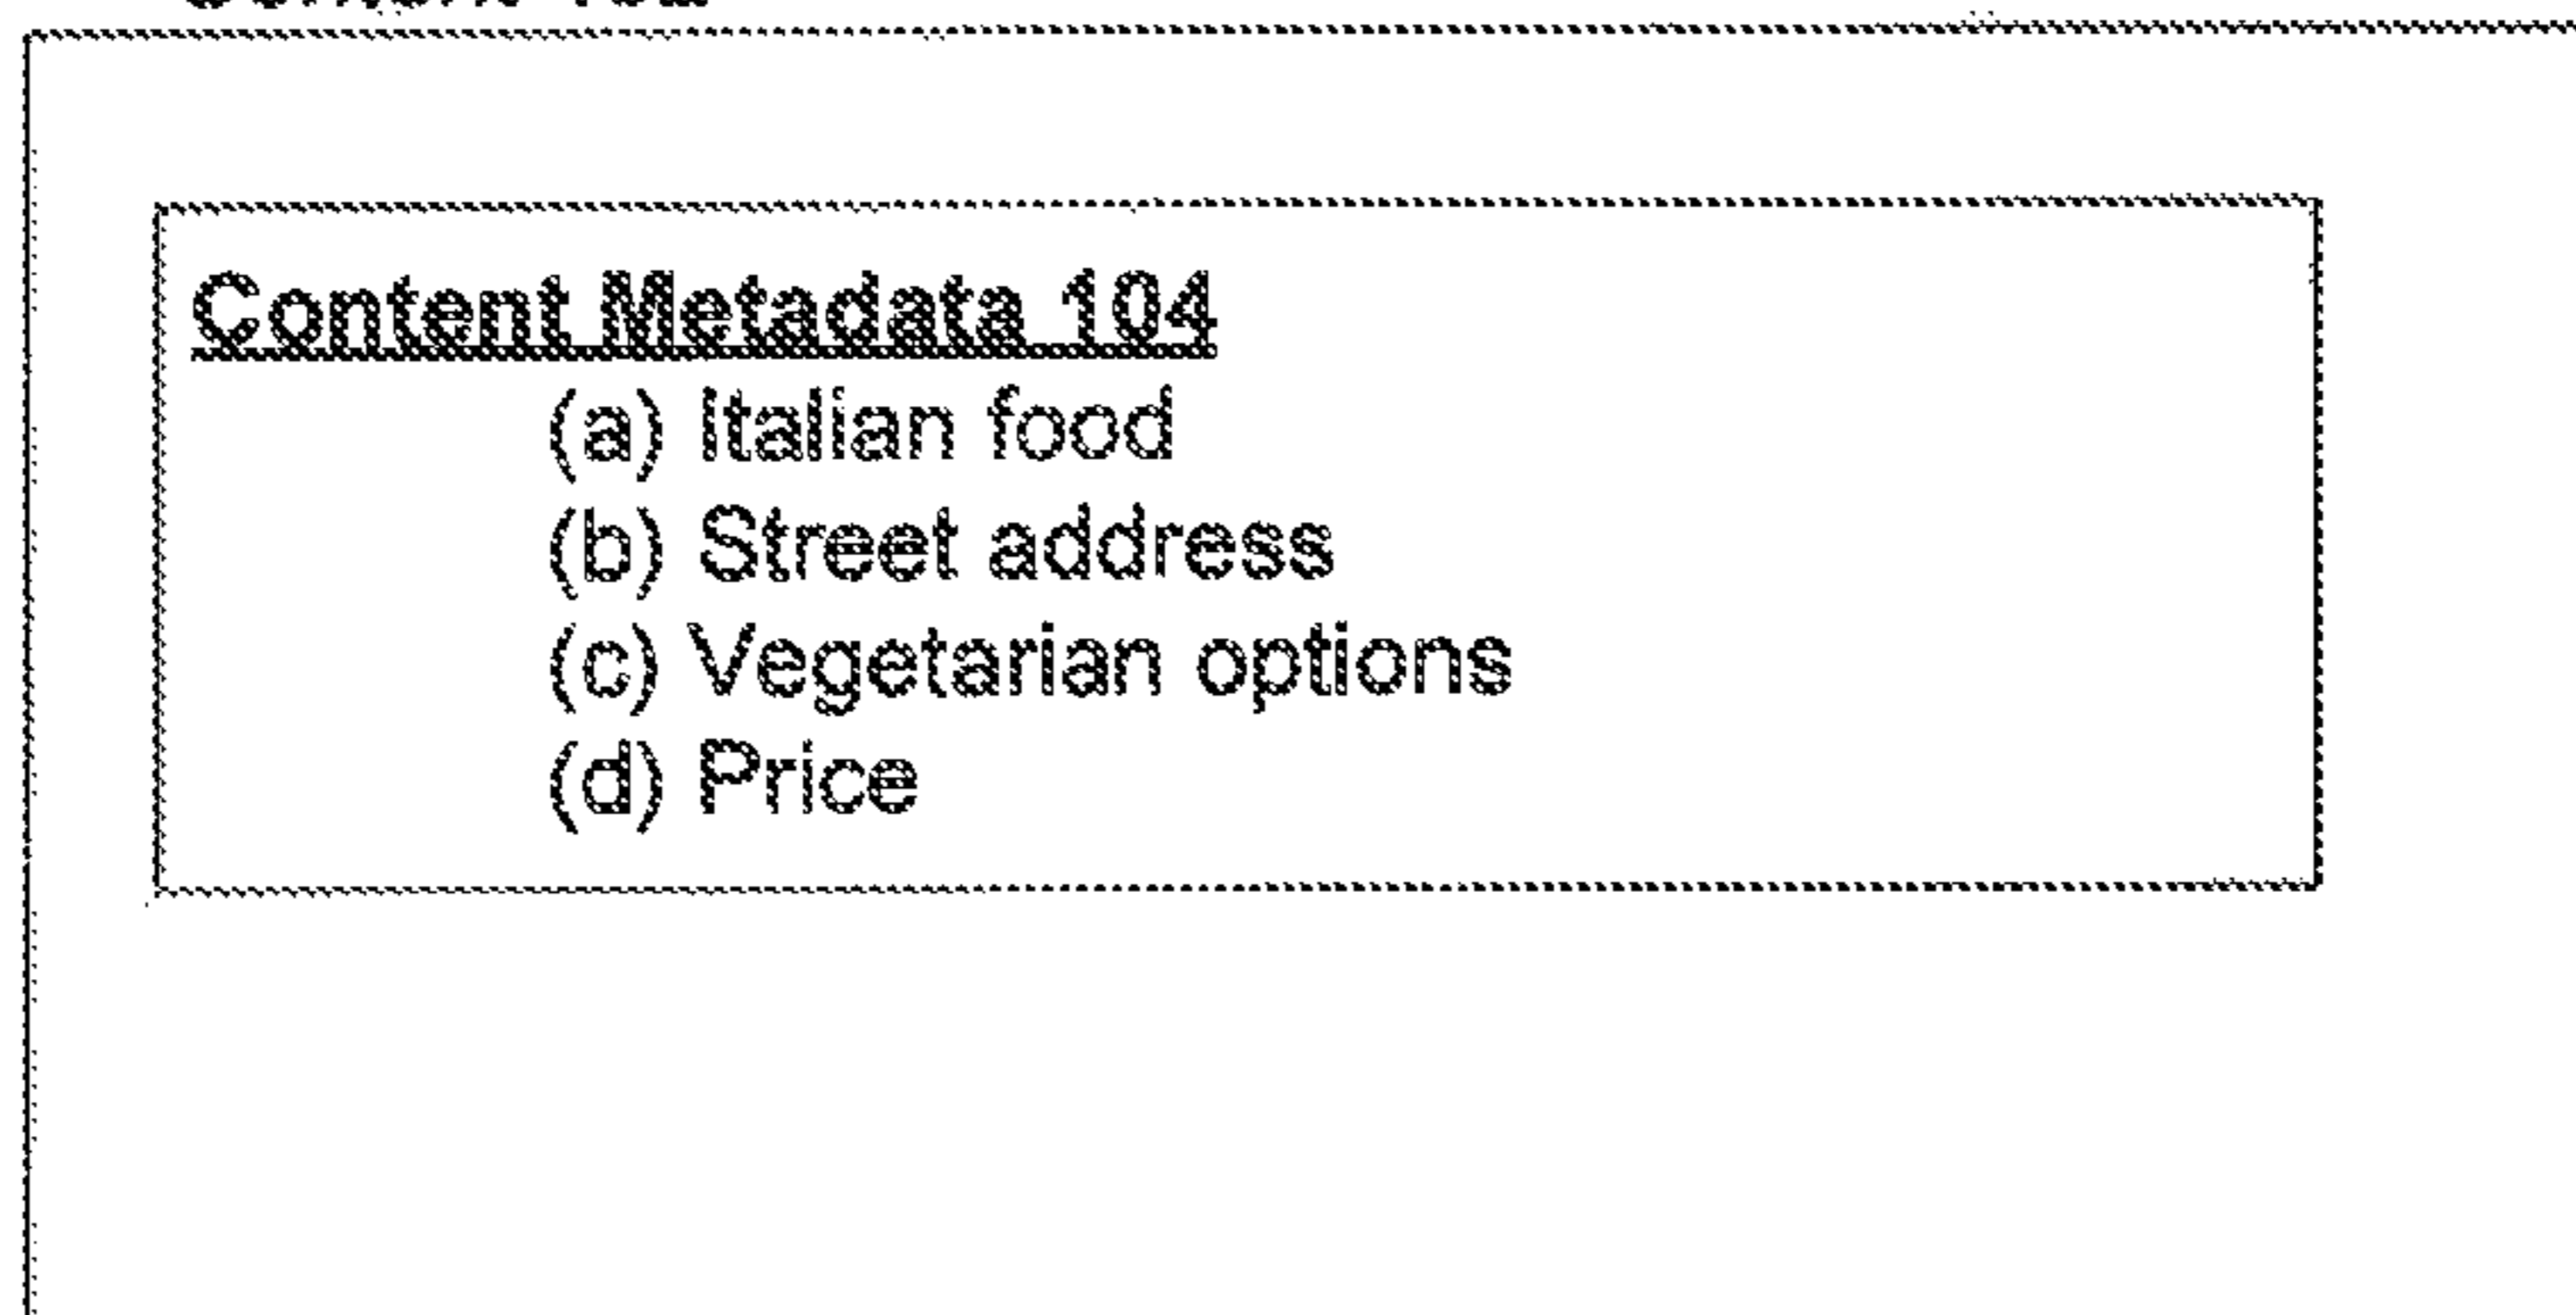 Content Metadata 104
(a) Italian food
(b) Street address
(c) Vegetarian options
(d) Price